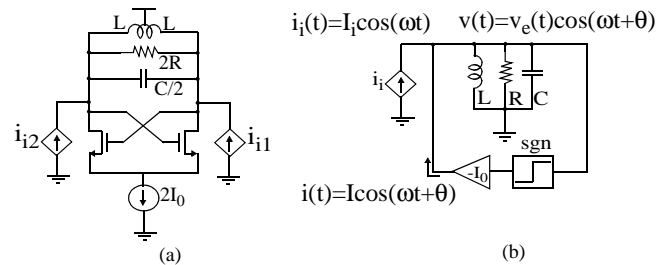 L L
2R
C/2
i_i2
i_i1
2I_0
(a)
i_i(t)=I_icos(ωt) v(t)=v_e(t)cos(ωt+θ)
i_i
L R C
sgn
-I_0
i(t)=Icos(ωt+θ)
(b)